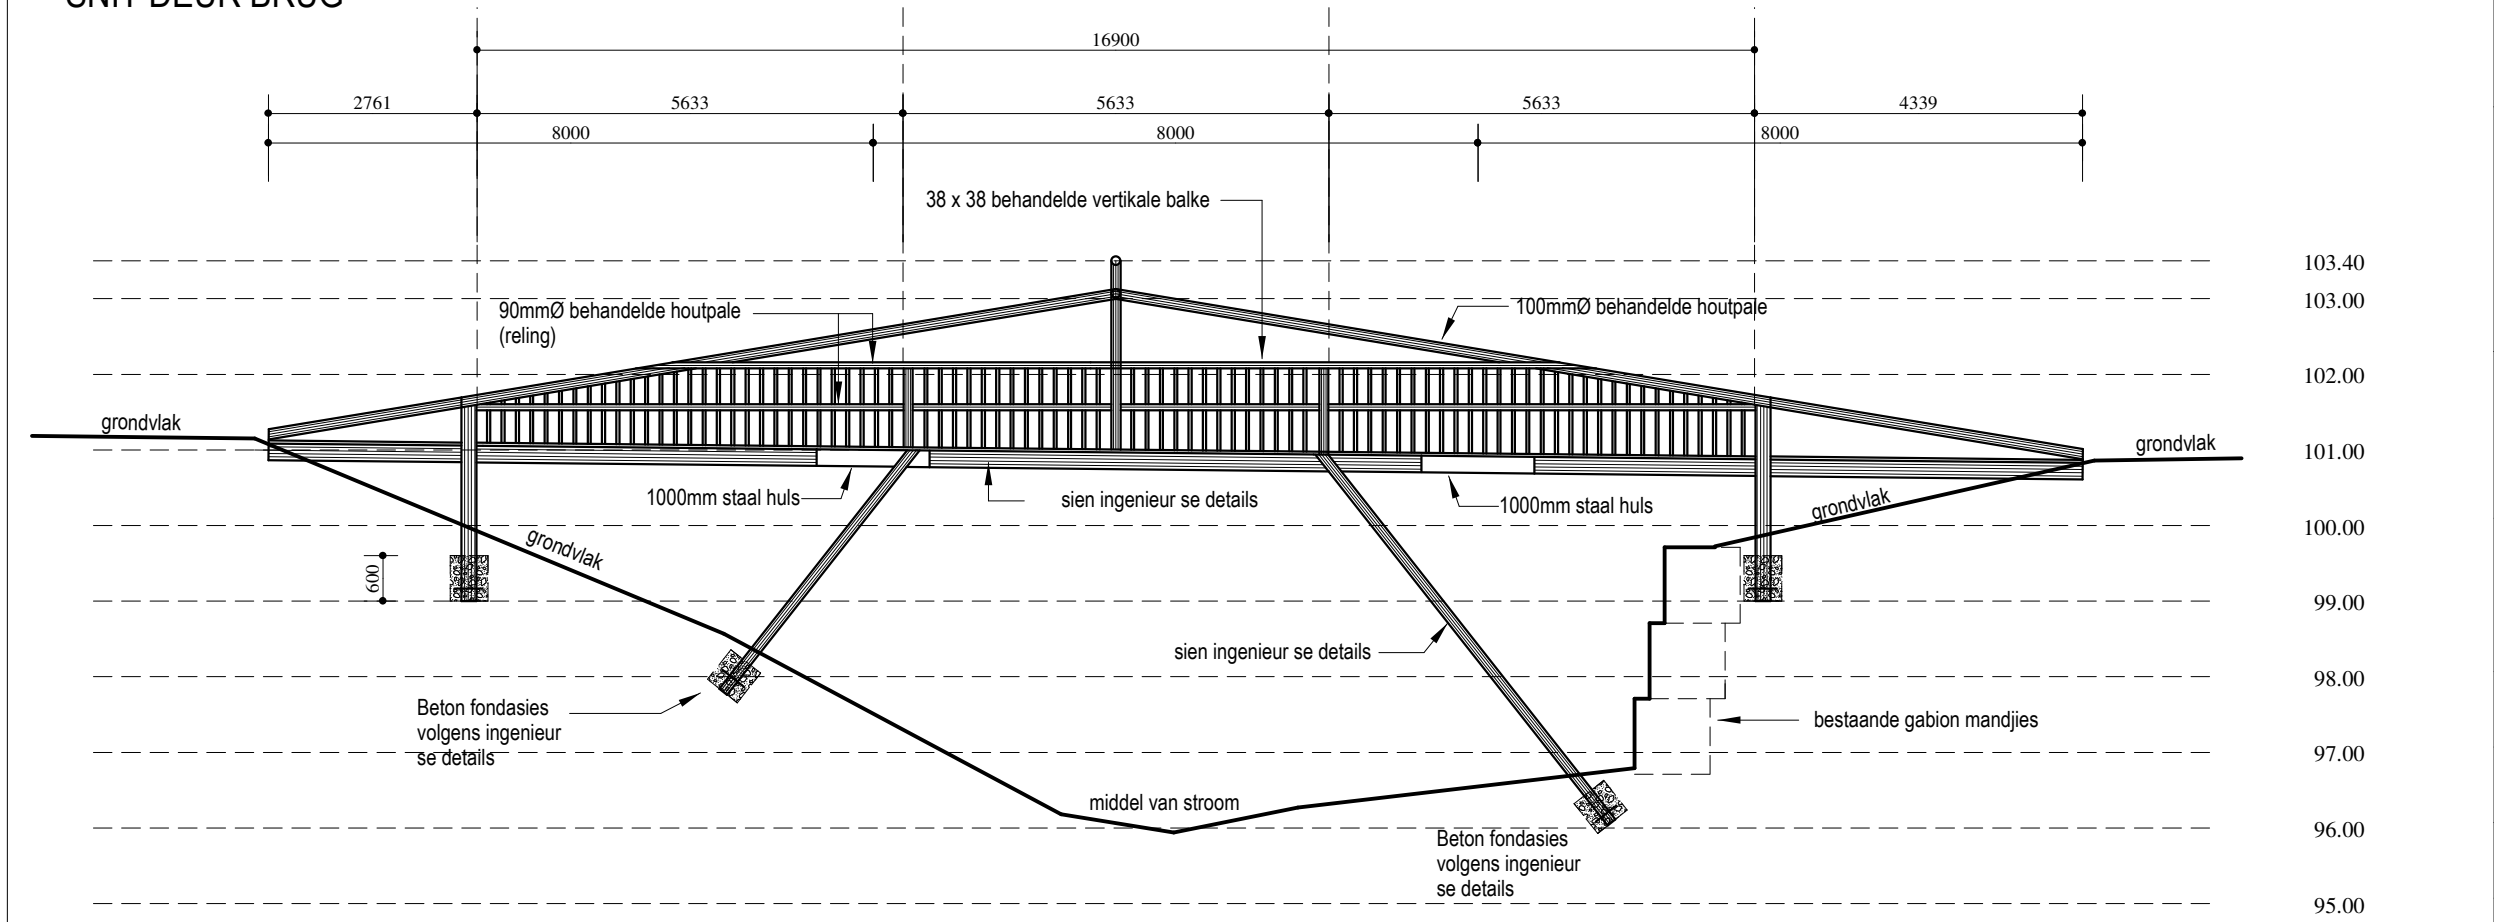 SNIT DEUR BRUG
16900
2761
5633
5633
5633
4339
8000
8000
8000
38 x 38 behandelde vertikale balke
103.40
103.00
90mmØ behandelde houtpale
(reling)
100mmØ behandelde houtpale
102.00
grondvlak
grondvlak
101.00
1000mm staal huls
sien ingenieur se details
1000mm staal huls
grondvlak
100.00
grondvlak
600
99.00
sien ingenieur se details
98.00
Beton fondasies
volgens ingenieur
se details
bestaande gabion mandjies
97.00
middel van stroom
96.00
Beton fondasies
volgens ingenieur
se details
95.00